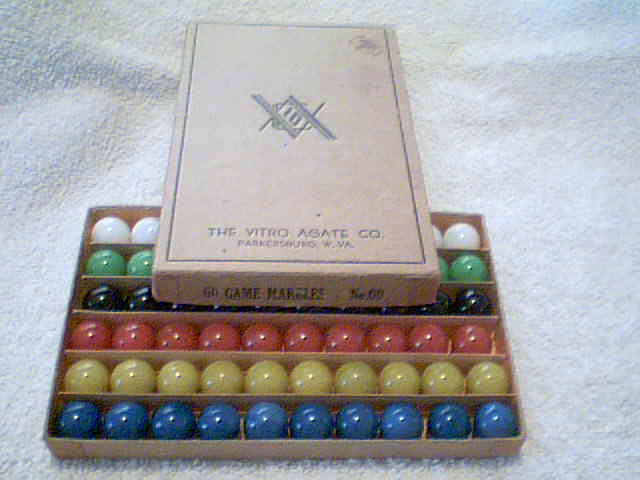 THE VITRO AGATE CO.
PARKERSBURG, W. VA.
60 GAME MARBLES No. 60